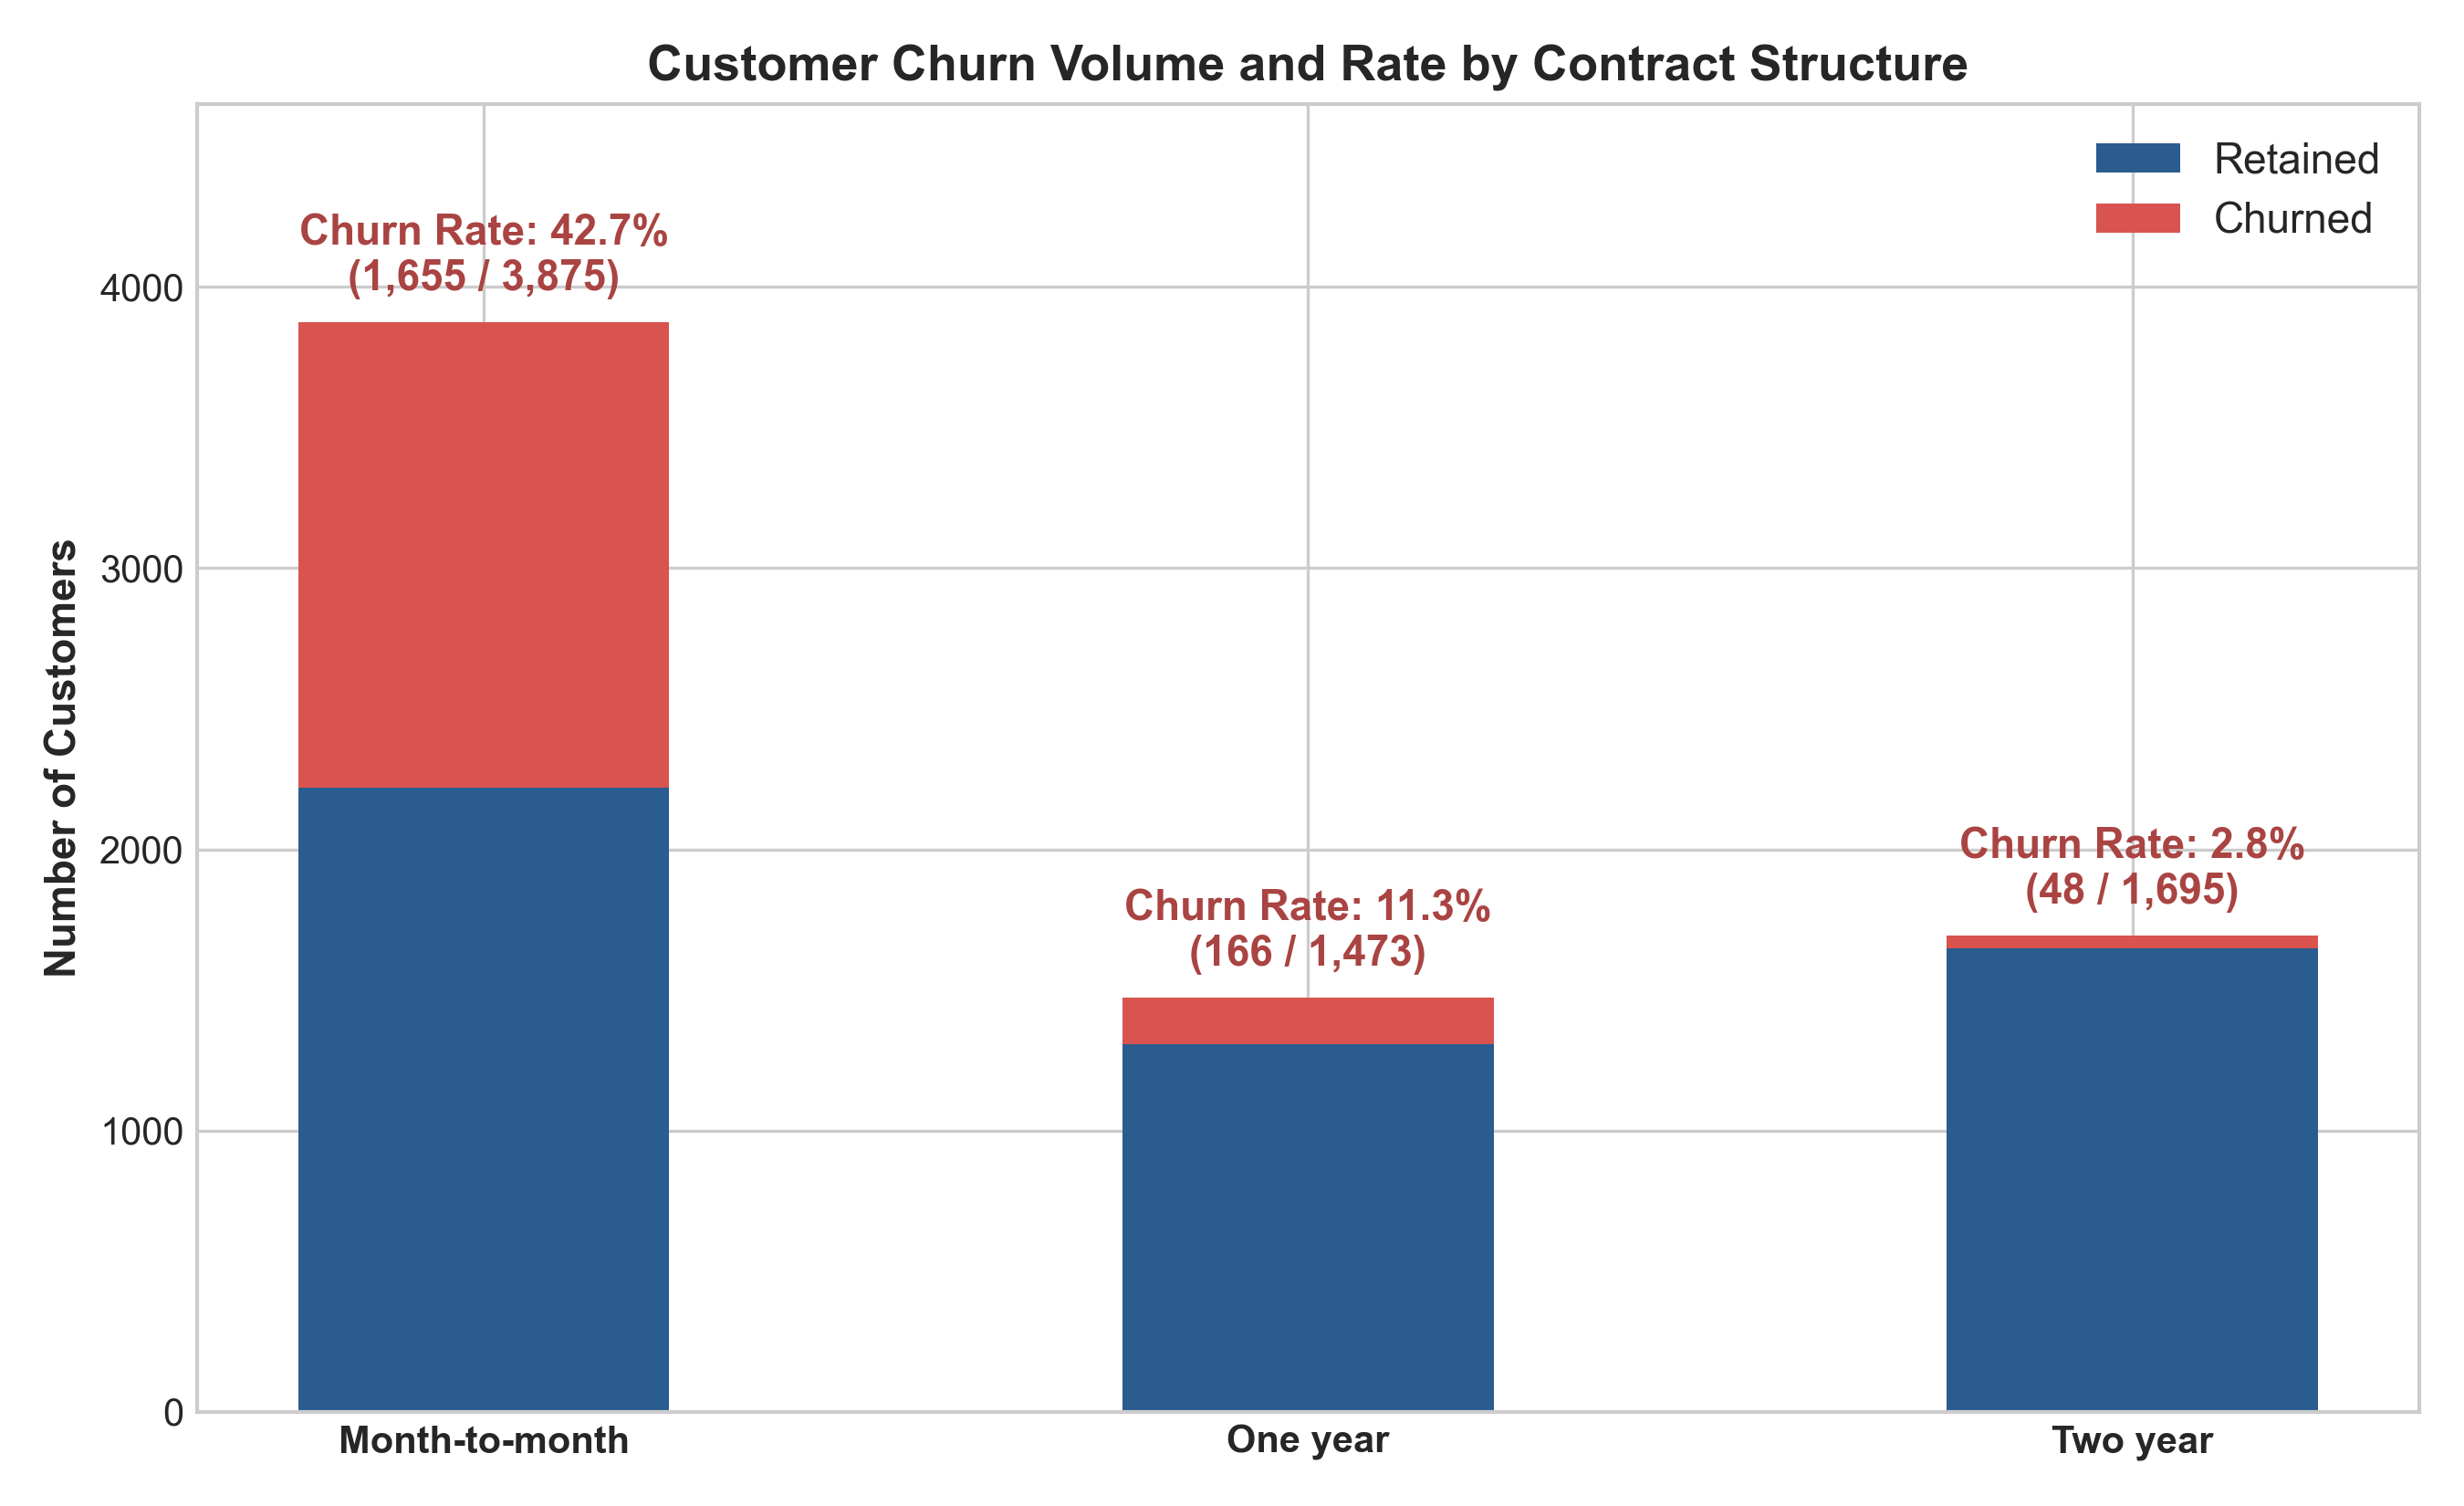 Customer Churn Volume and Rate by Contract Structure
Retained
Churned
Churn Rate: 42.7%
(1,655 / 3,875)
Churn Rate: 11.3%
(166 / 1,473)
Churn Rate: 2.8%
(48 / 1,695)
Number of Customers
4000
3000
2000
1000
0
Month-to-month
One year
Two year